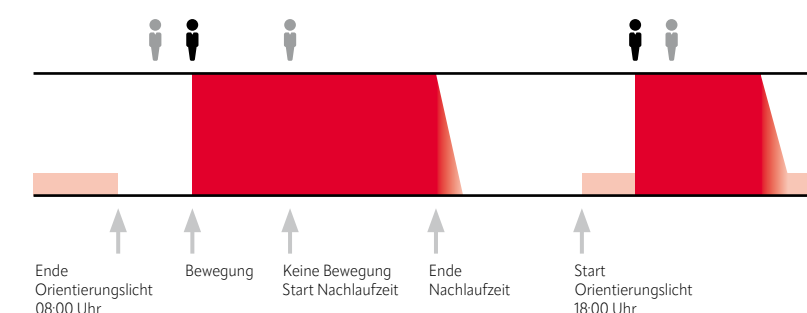 Ende
Orientierungslicht
08:00 Uhr
Bewegung
Keine Bewegung
Start Nachlaufzeit
Ende
Nachlaufzeit
Start
Orientierungslicht
18:00 Uhr